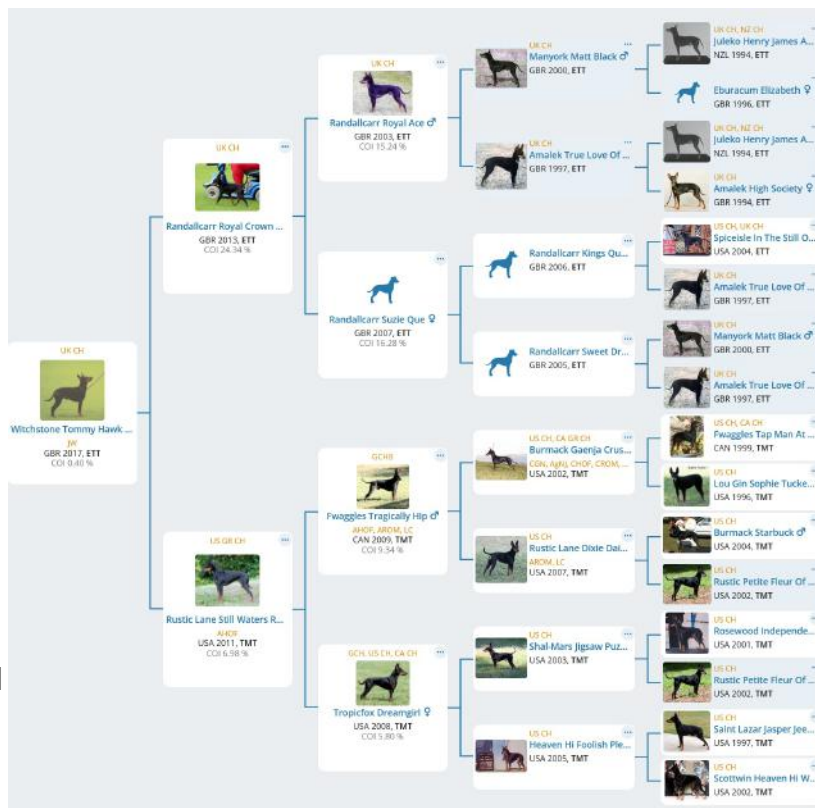 UK CH
Witchstone Tommy Hawk ...
JW
GBR 2017, ETT
COI 0.40 %
UK CH
Randallcarr Royal Crown ...
GBR 2013, ETT
COI 24.34 %
US GR CH
Rustic Lane Still Waters R...
AHOF
USA 2011, TMT
COI 6.98 %
UK CH
Randallcarr Royal Ace ♂
GBR 2003, ETT
COI 15.24 %
Randallcarr Suzie Que ♀
GBR 2007, ETT
COI 16.28 %
GCHB
Fwaggles Tragically Hip ♂
AHOF, AROM, LC
CAN 2009, TMT
COI 9.34 %
GCH, US CH, CA CH
Tropicfox Dreamgirl ♀
USA 2008, TMT
COI 5.80 %
UK CH
Manyork Matt Black ♂
GBR 2000, ETT
UK CH
Amalek True Love Of ...
GBR 1997, ETT
Randallcarr Kings Qu...
GBR 2006, ETT
Randallcarr Sweet Dr...
GBR 2005, ETT
US CH, CA GR CH
Burmack Gaenja Crus...
CGN, AgNJ, CHOF, CROM, ...
USA 2002, TMT
US CH
Rustic Lane Dixie Dai...
AROM, LC
USA 2007, TMT
US CH
Shal-Mars Jigsaw Puz...
USA 2003, TMT
US CH
Heaven Hi Foolish Ple...
USA 2005, TMT
UK CH, NZ CH
Juleko Henry James A...
NZL 1994, ETT
Eburacum Elizabeth ♀
GBR 1996, ETT
UK CH, NZ CH
Juleko Henry James A...
NZL 1994, ETT
UK CH
Amalek High Society ♀
GBR 1994, ETT
US CH, UK CH
Spiceisle In The Still O...
USA 2004, ETT
UK CH
Amalek True Love Of ...
GBR 1997, ETT
UK CH
Manyork Matt Black ♂
GBR 2000, ETT
UK CH
Amalek True Love Of ...
GBR 1997, ETT
US CH, CA CH
Fwaggles Tap Man At ...
CAN 1999, TMT
US CH
Lou Gin Sophie Tucke...
USA 1996, TMT
US CH
Burmack Starbuck ♂
USA 2004, TMT
US CH
Rustic Petite Fleur Of ...
USA 2002, TMT
US CH
Rosewood Independe...
USA 2001, TMT
US CH
Rustic Petite Fleur Of ...
USA 2002, TMT
US CH
Saint Lazar Jasper Jee...
USA 1997, TMT
US CH
Scottwin Heaven Hi W...
USA 2002, TMT